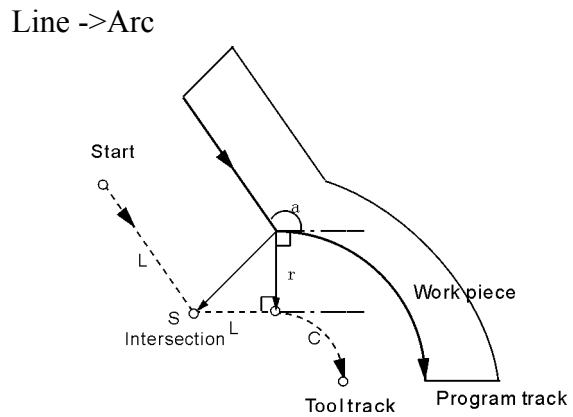 Line ->Arc
Start
a
L
r
Work piece
S
L
Intersection
C
Tool track
Program track